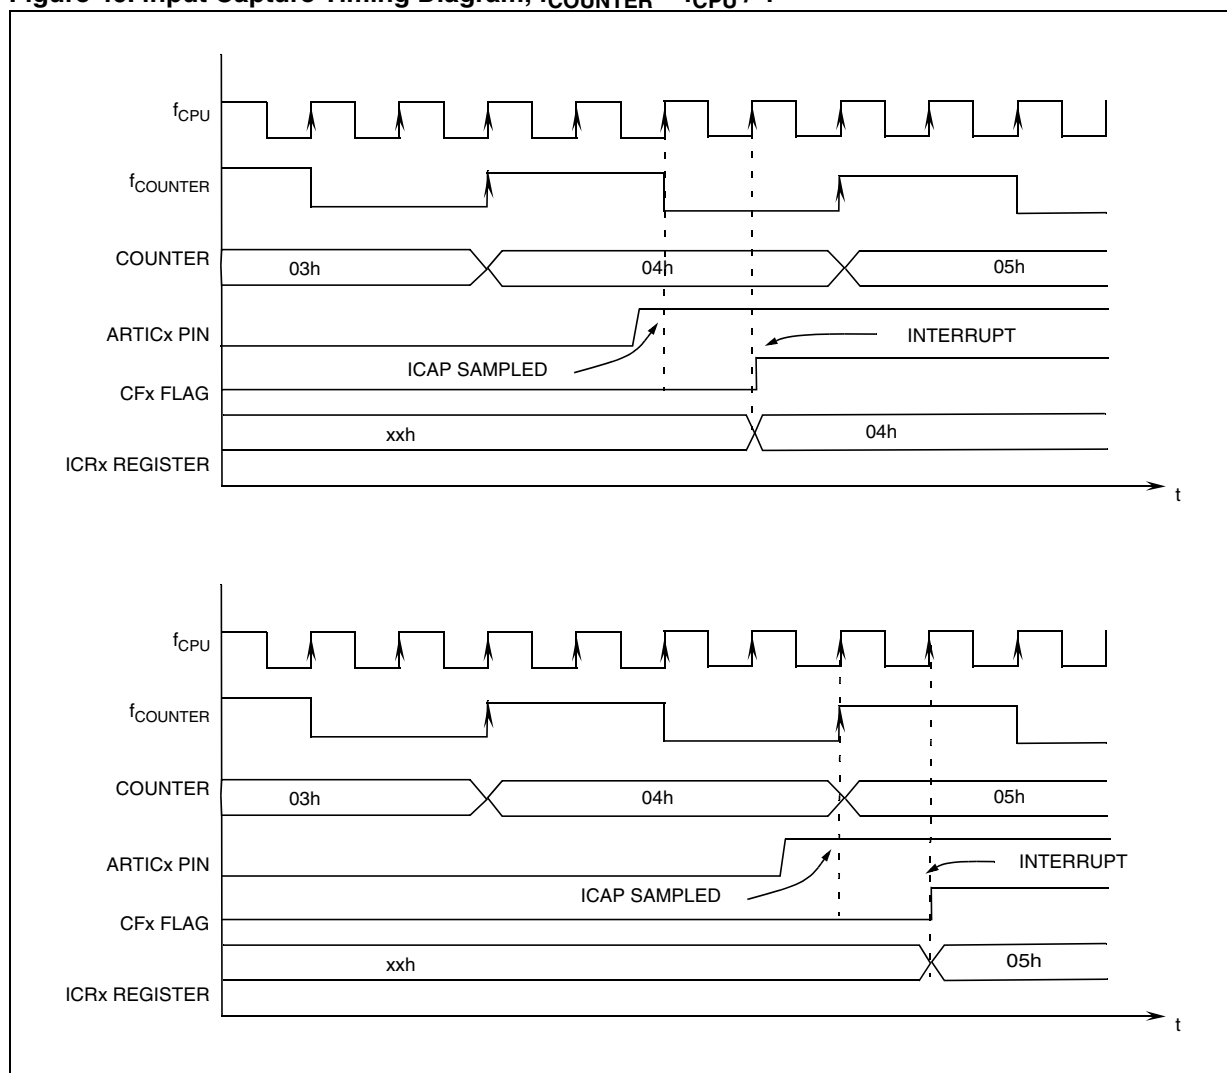 Figure 40. Input Capture Timing Diagram, fCOUNTER = fCPU / 4
fCPU
fCOUNTER
COUNTER
03h
04h
05h
ARTICx PIN
INTERRUPT
ICAP SAMPLED
CFx FLAG
xxh
04h
ICRx REGISTER
t
fCPU
fCOUNTER
COUNTER
03h
04h
05h
ARTICx PIN
INTERRUPT
ICAP SAMPLED
CFx FLAG
xxh
05h
ICRx REGISTER
t